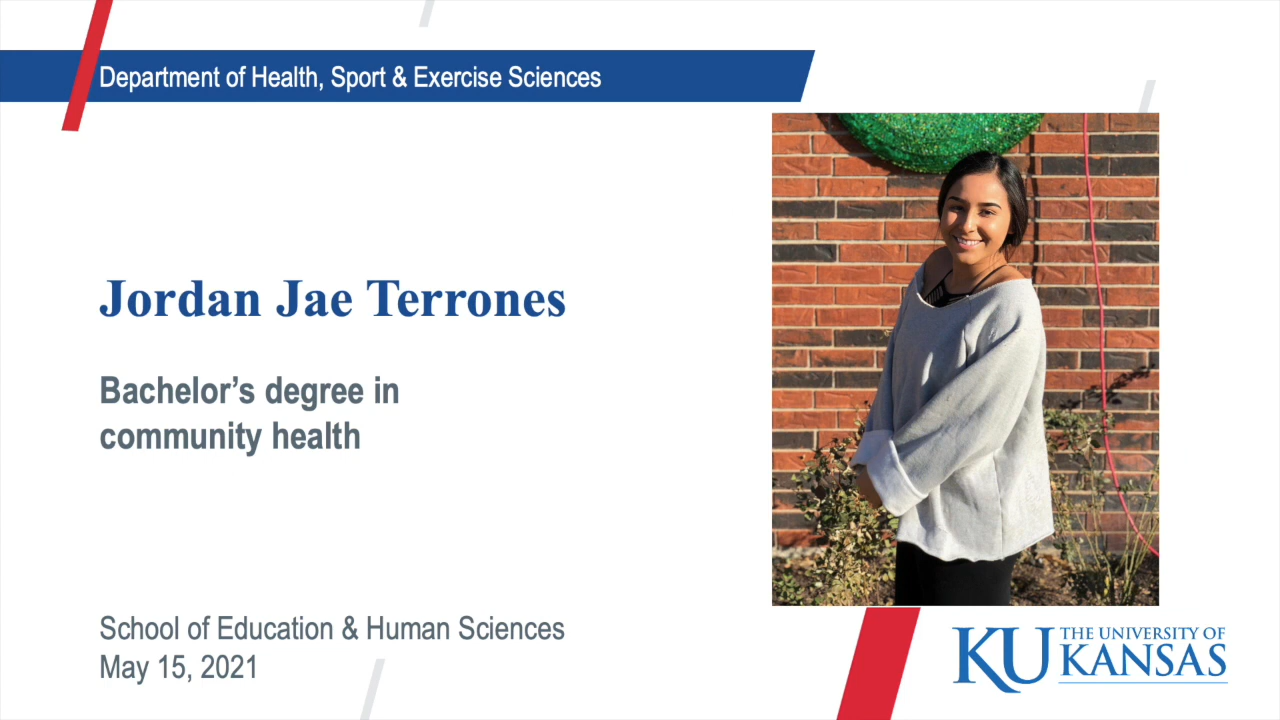 Department of Health, Sport & Exercise Sciences
Jordan Jae Terrones
Bachelor’s degree in
community health
School of Education & Human Sciences
May 15, 2021
KU THE UNIVERSITY OF
KANSAS